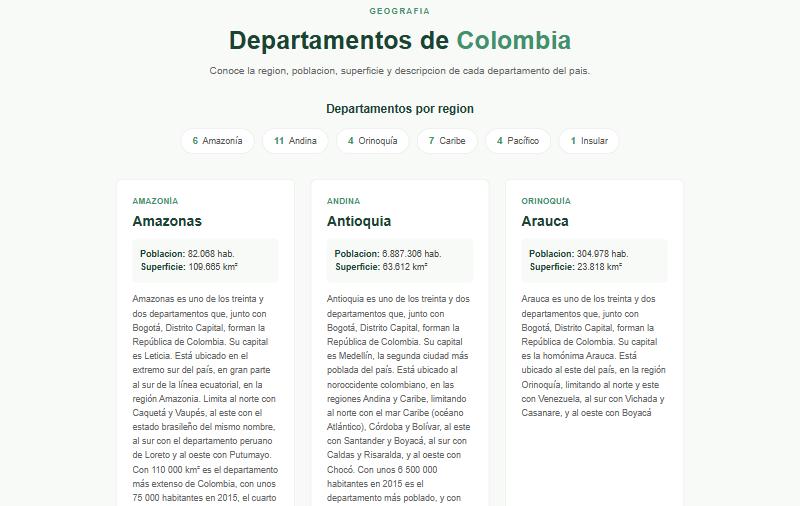 GEOGRAFIA
Departamentos de Colombia
Conoce la region, poblacion, superficie y descripcion de cada departamento del pais.
Departamentos por region
6 Amazonía
11 Andina
4 Orinoquía
7 Caribe
4 Pacífico
1 Insular
AMAZONÍA
Amazonas
Poblacion: 82.068 hab.
Superficie: 109.665 km²
Amazonas es uno de los treinta y
dos departamentos que, junto con
Bogotá, Distrito Capital, forman la
República de Colombia. Su capital
es Leticia. Está ubicado en el
extremo sur del país, en gran parte
al sur de la línea ecuatorial, en la
región Amazonia. Limita al norte con
Caquetá y Vaupés, al este con el
estado brasileño del mismo nombre,
al sur con el departamento peruano
de Loreto y al oeste con Putumayo.
Con 110 000 km² es el departamento
más extenso de Colombia, con unos
75 000 habitantes en 2015, el cuarto
ANDINA
Antioquia
Poblacion: 6.887.306 hab.
Superficie: 63.612 km²
Antioquia es uno de los treinta y dos
departamentos que, junto con
Bogotá, Distrito Capital, forman la
República de Colombia. Su capital
es Medellín, la segunda ciudad más
poblada del país. Está ubicado al
noroccidente colombiano, en las
regiones Andina y Caribe, limitando
al norte con el mar Caribe (océano
Atlántico), Córdoba y Bolívar, al este
con Santander y Boyacá, al sur con
Caldas y Risaralda, y al oeste con
Chocó. Con unos 6 500 000
habitantes en 2015 es el
departamento más poblado, y con
ORINOQUÍA
Arauca
Poblacion: 304.978 hab.
Superficie: 23.818 km²
Arauca es uno de los treinta y dos
departamentos que, junto con
Bogotá, Distrito Capital, forman la
República de Colombia. Su capital
es la homónima Arauca. Está
ubicado al este del país, en la región
Orinoquía, limitando al norte y este
con Venezuela, al sur con Vichada y
Casanare, y al oeste con Boyacá